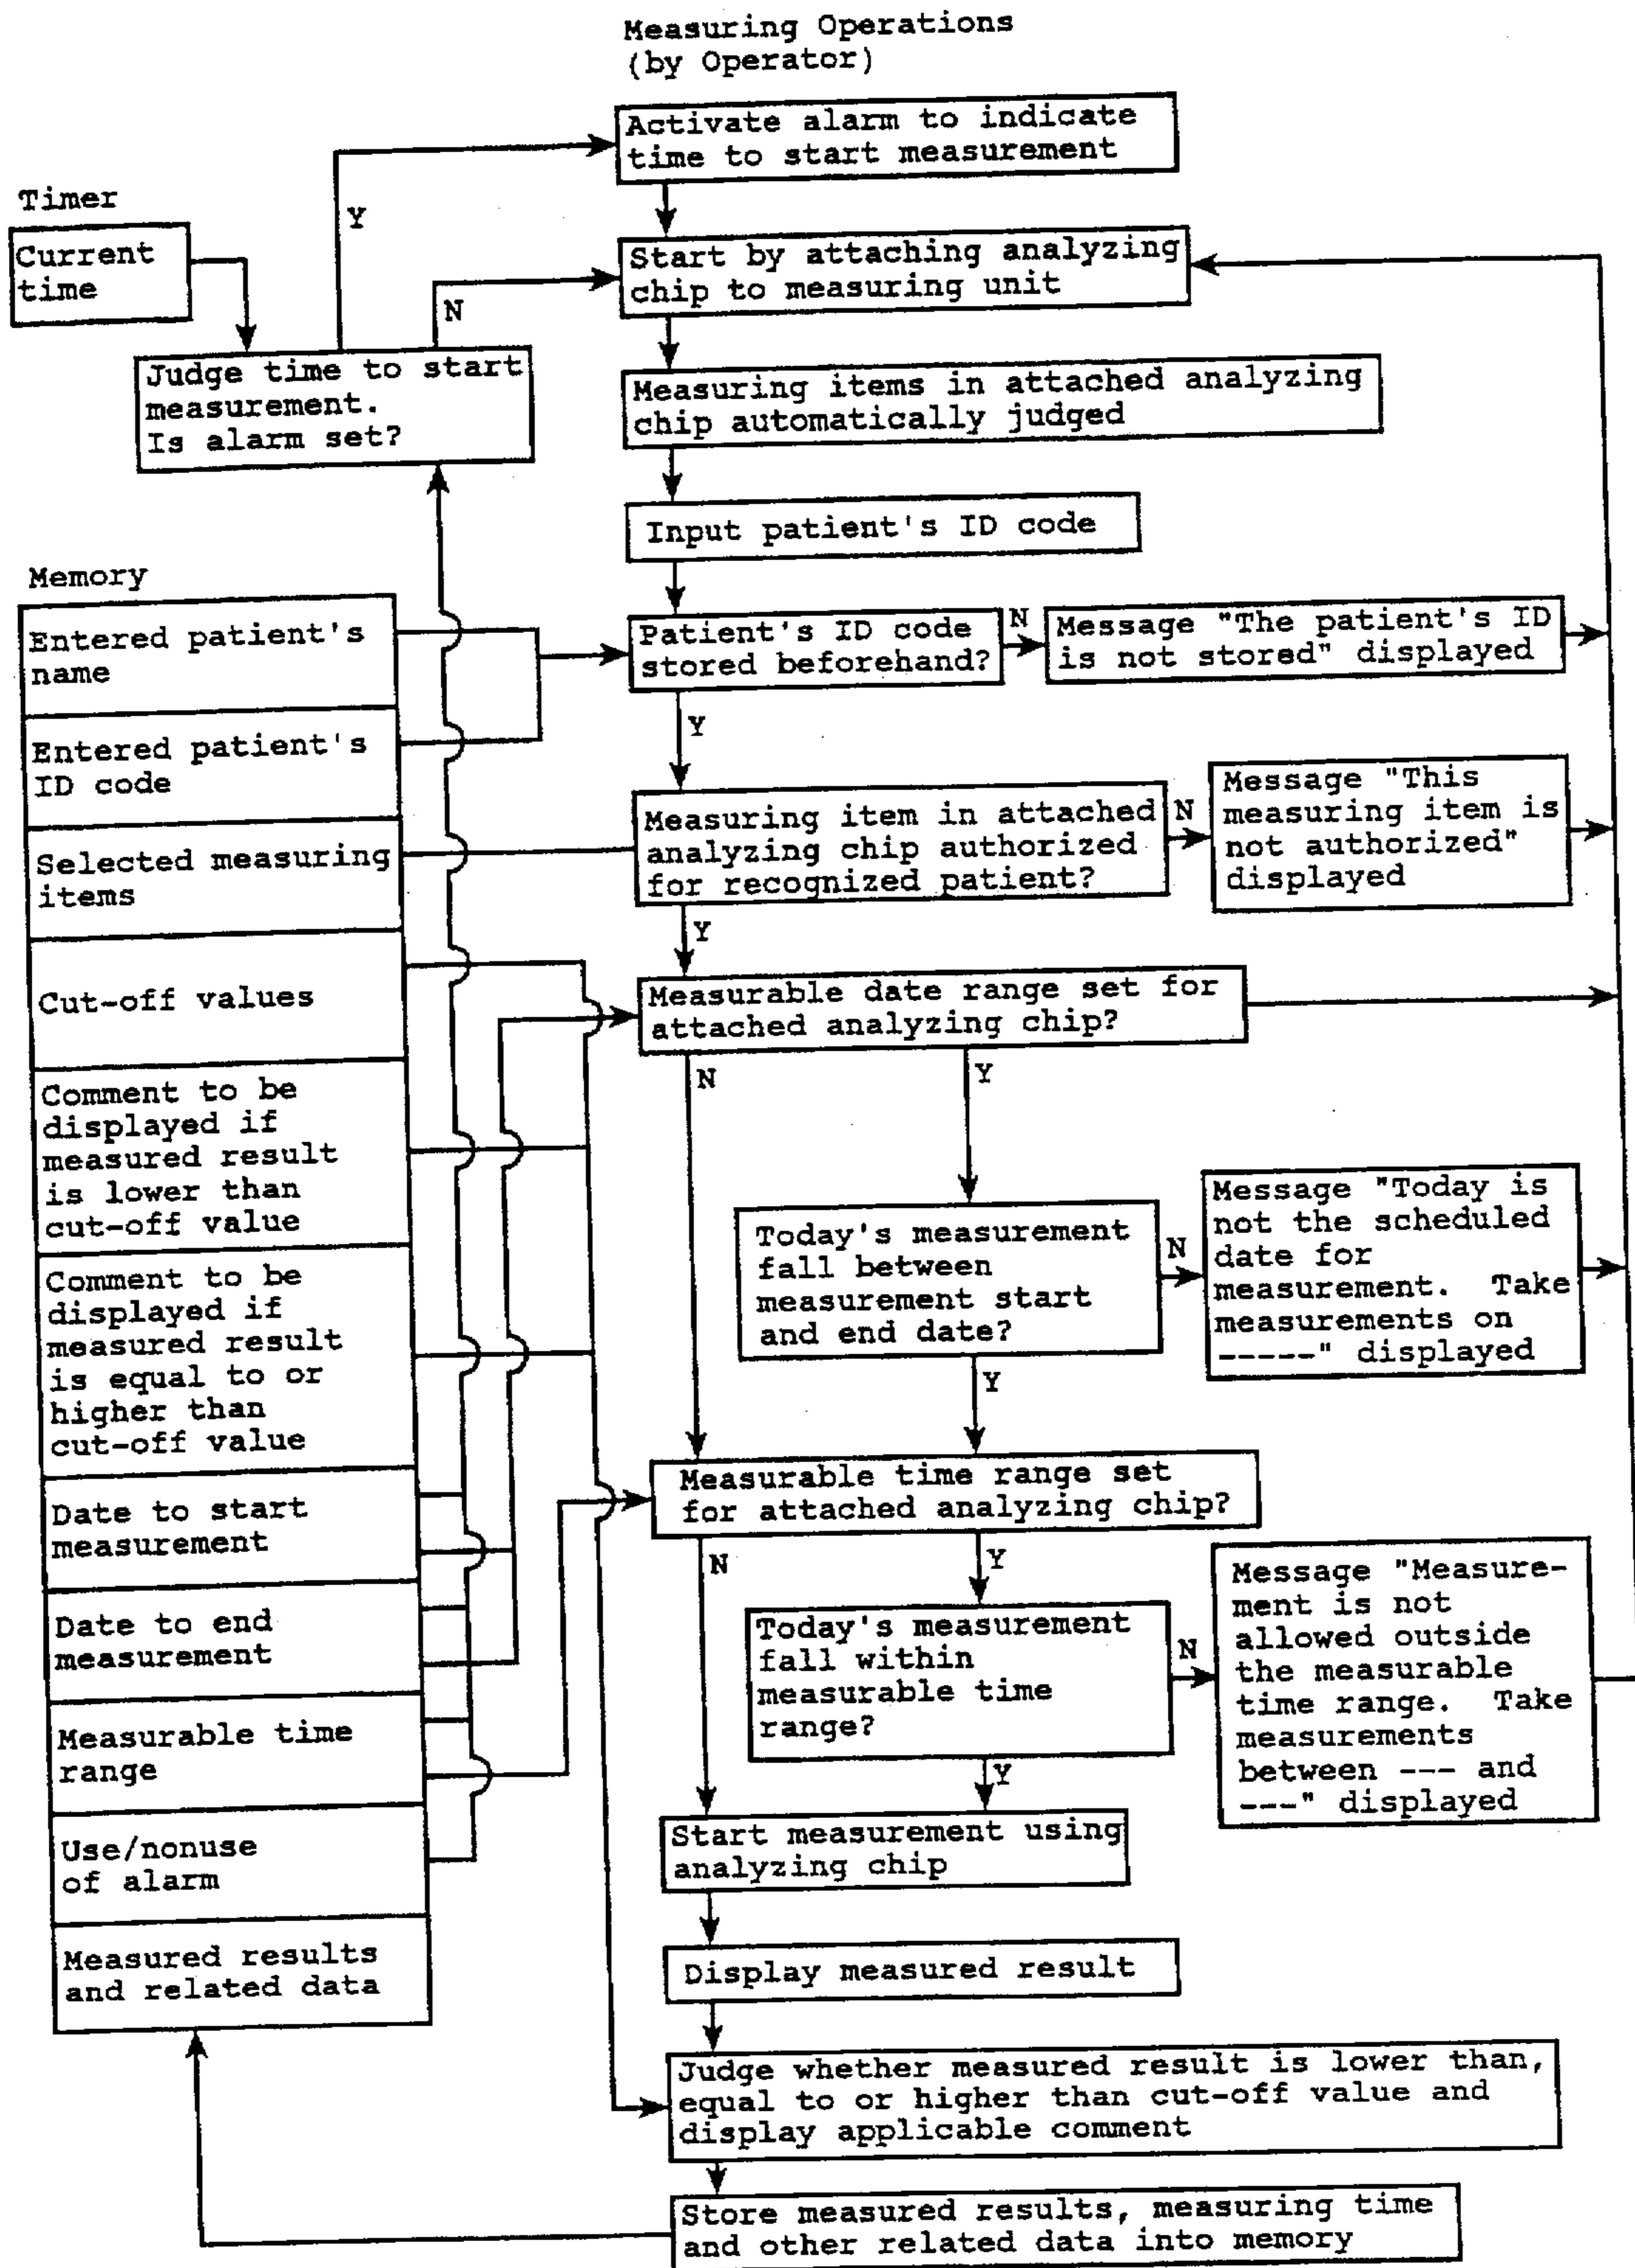 Measuring Operations
(by Operator)
Activate alarm to indicate
time to start measurement
Timer
Current
time
Y
N
Start by attaching analyzing
chip to measuring unit
Judge time to start
measurement.
Is alarm set?
Measuring items in attached analyzing
chip automatically judged
Input patient's ID code
Memory
Entered patient's
name
Entered patient's
ID code
Selected measuring
items
Cut-off values
Comment to be
displayed if
measured result
is lower than
cut-off value
Comment to be
displayed if
measured result
is equal to or
higher than
cut-off value
Date to start
measurement
Date to end
measurement
Measurable time
range
Use/nonuse
of alarm
Measured results
and related data
Patient's ID code
stored beforehand?
N
Message "The patient's ID
is not stored" displayed
Y
Measuring item in attached
analyzing chip authorized
for recognized patient?
N
Message "This
measuring item is
not authorized"
displayed
Y
Measurable date range set for
attached analyzing chip?
N
Y
Today's measurement
fall between
measurement start
and end date?
N
Message "Today is
not the scheduled
date for
measurement. Take
measurements on
-----" displayed
Y
Measurable time range set
for attached analyzing chip?
N
Y
Today's measurement
fall within
measurable time
range?
N
Message "Measure-
ment is not
allowed outside
the measurable
time range. Take
measurements
between --- and
---" displayed
Y
Start measurement using
analyzing chip
Display measured result
Judge whether measured result is lower than,
equal to or higher than cut-off value and
display applicable comment
Store measured results, measuring time
and other related data into memory